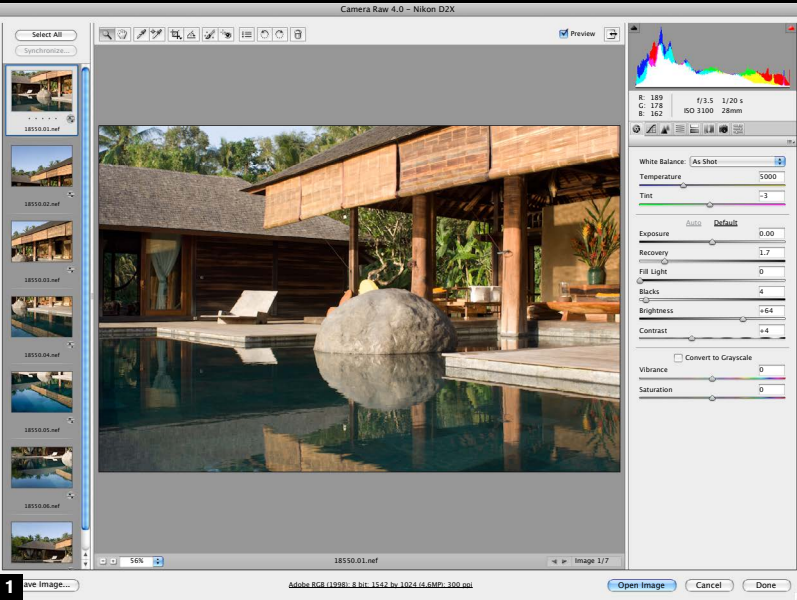 Camera Raw 4.0 – Nikon D2X
Select All
Synchronize...
Preview
18550.01.nef
18550.02.nef
18550.03.nef
18550.04.nef
18550.05.nef
18550.06.nef
R: 189
G: 178
B: 162
f/3.5 1/20 s
ISO 3100 28mm
White Balance: As Shot
Temperature 5000
Tint -3
Auto Default
Exposure 0.00
Recovery 1.7
Fill Light 0
Blacks 4
Brightness +64
Contrast +4
Convert to Grayscale
Vibrance 0
Saturation 0
56% 18550.01.nef Image 1/7
1 ave Image... Adobe RGB (1998); 8 bit; 1542 by 1024 (4.6MP); 300 ppi Open Image Cancel Done